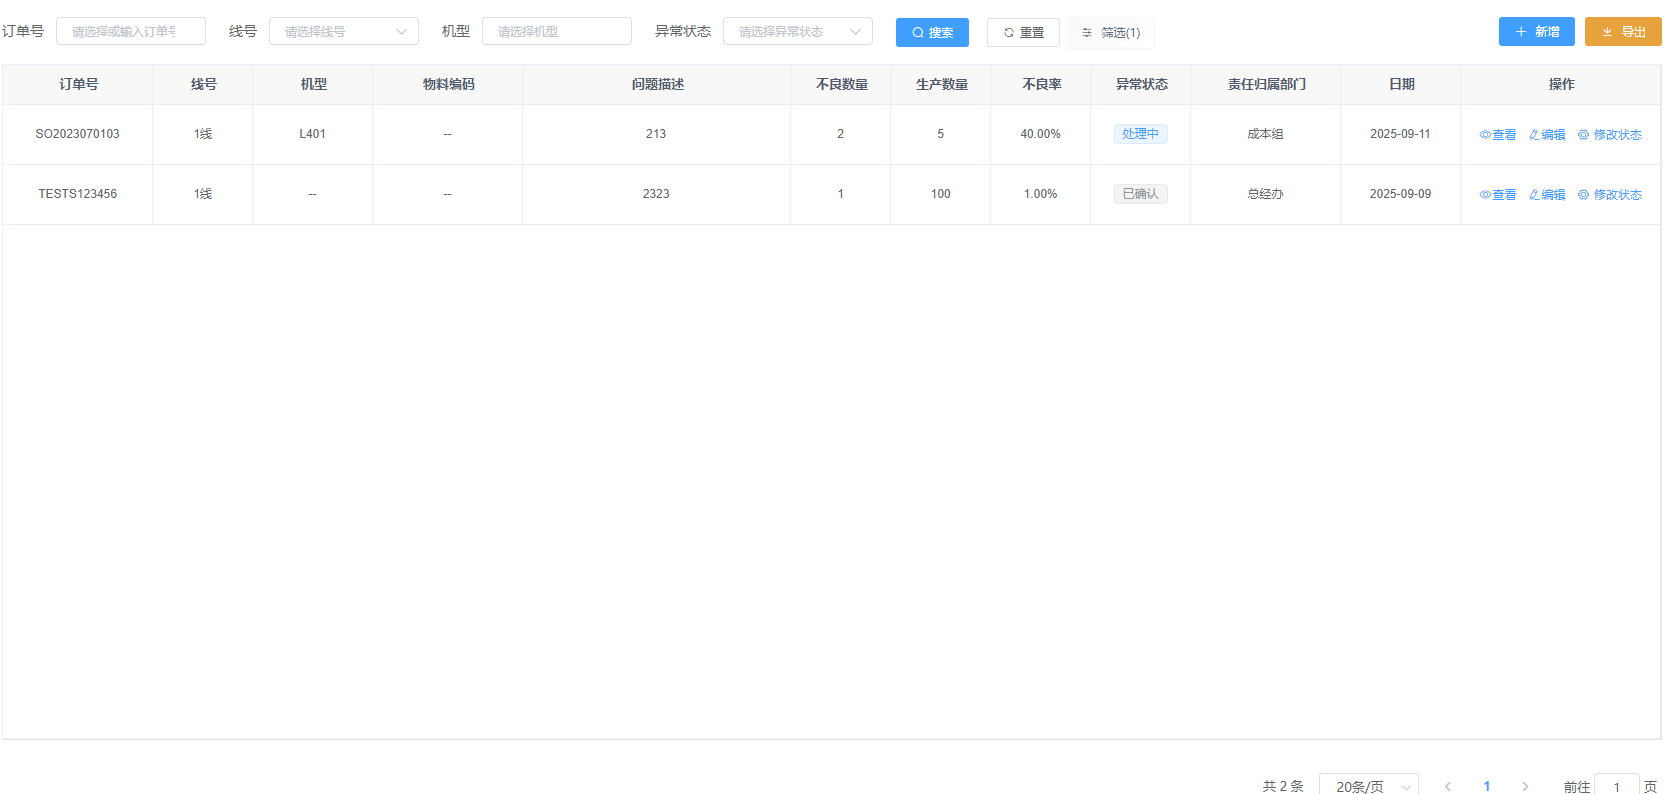 订单号 请选择或输入订单号 线号 请选择线号 机型 请选择机型 异常状态 请选择异常状态 搜索 重置 筛选(1) 新增 导出
订单号 线号 机型 物料编码 问题描述 不良数量 生产数量 不良率 异常状态 责任归属部门 日期 操作
SO2023070103 1线 L401 -- 213 2 5 40.00% 处理中 成本组 2025-09-11 查看 编辑 修改状态
TESTS123456 1线 -- -- 2323 1 100 1.00% 已确认 总经办 2025-09-09 查看 编辑 修改状态
共 2 条 20条/页 1 前往 1 页